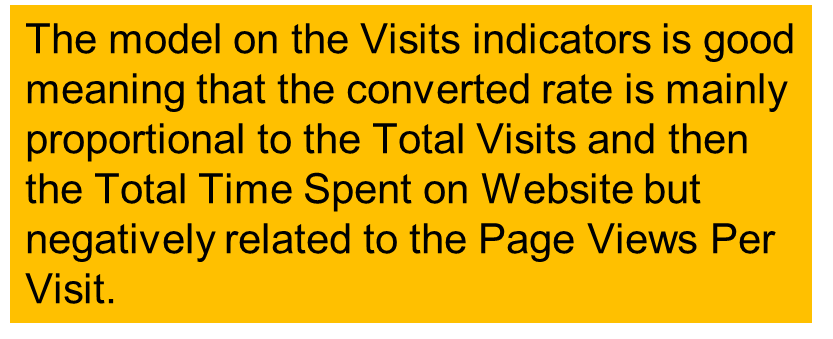 The model on the Visits indicators is good
meaning that the converted rate is mainly
proportional to the Total Visits and then
the Total Time Spent on Website but
negatively related to the Page Views Per
Visit.